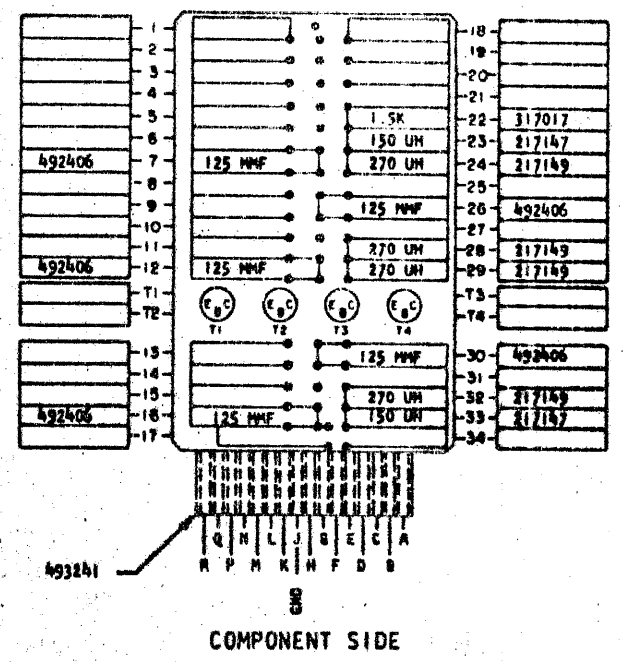 1 18
2 19
3 20
4 21
5 1.5K 22 317017
6 150 UH 23 217147
492406 7 125 MMF 270 UH 24 217149
8 25
9 125 MMF 26 492406
10 27
11 270 UH 28 217149
492406 12 125 MMF 270 UH 29 217149
T1 T3
T2 T4
E B C E B C E B C E B C
T1 T2 T3 T4
13 125 MMF 30 492406
14 31
15 270 UH 32 217149
492406 16 125 MMF 150 UH 33 217147
17 34
Q N L J G E C A
R P M K H F D B
493241
GND
COMPONENT SIDE